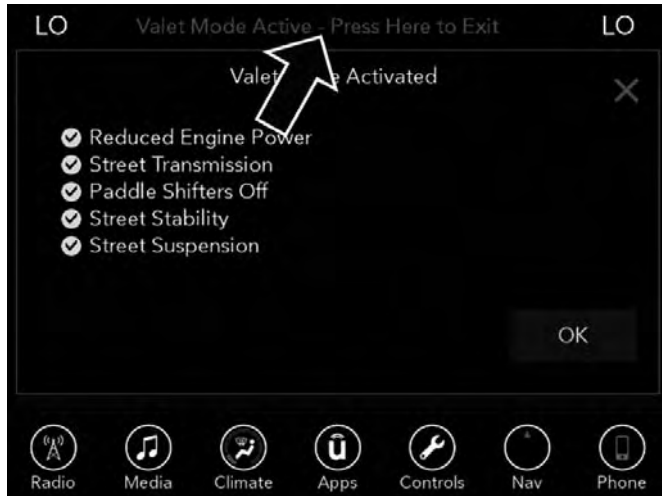 LO Valet Mode Active - Press Here to Exit LO
Valet Activated
Reduced Engine Power
Street Transmission
Paddle Shifters Off
Street Stability
Street Suspension
OK
Radio Media Climate Apps Controls Nav Phone